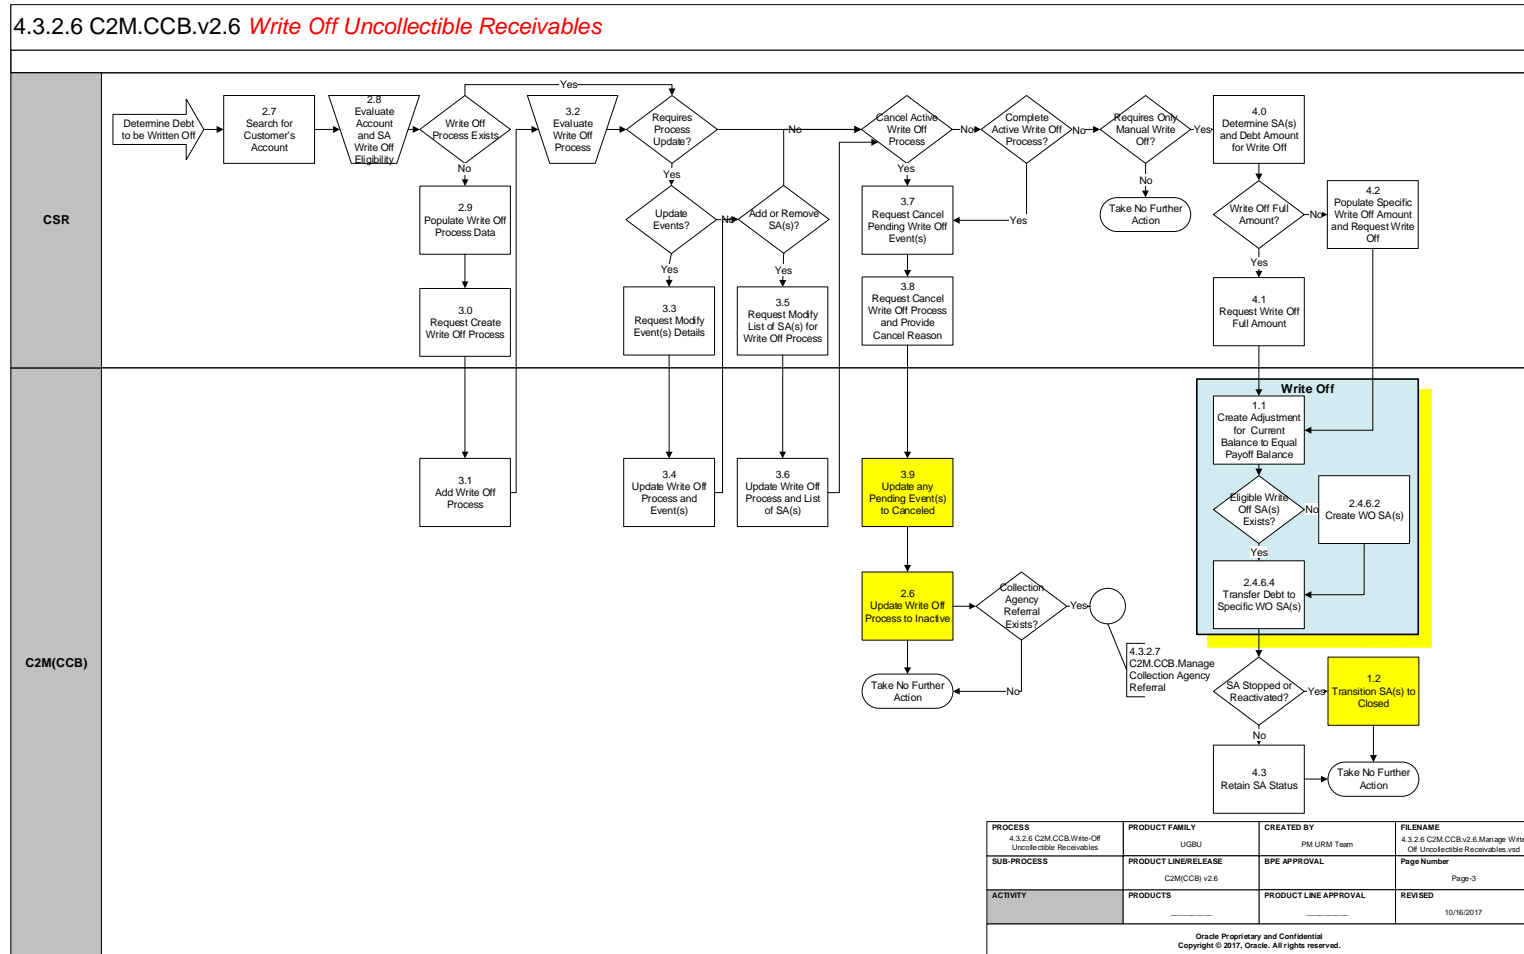 4.3.2.6 C2M.CCB.v2.6 Write Off Uncollectible Receivables
CSR
Determine Debt
to be Written Off
2.7
Search for
Customer's
Account
2.8
Evaluate
Account
and SA
Write Off
Eligibility
Write Off
Process Exists
Yes
No
2.9
Populate Write Off
Process Data
3.0
Request Create
Write Off Process
3.2
Evaluate
Write Off
Process
Requires
Process
Update?
No
Yes
Update
Events?
No
Yes
3.3
Request Modify
Event(s) Details
Add or Remove
SA(s)?
Yes
3.5
Request Modify
List of SA(s) for
Write Off Process
Cancel Active
Write Off
Process
No
Yes
3.7
Request Cancel
Pending Write Off
Event(s)
3.8
Request Cancel
Write Off Process
and Provide
Cancel Reason
Complete
Active Write Off
Process?
No
Yes
Requires Only
Manual Write
Off?
Yes
No
Take No Further
Action
4.0
Determine SA(s)
and Debt Amount
for Write Off
Write Off Full
Amount?
No
Yes
4.2
Populate Specific
Write Off Amount
and Request Write
Off
4.1
Request Write Off
Full Amount
C2M(CCB)
3.1
Add Write Off
Process
3.4
Update Write Off
Process and
Event(s)
3.6
Update Write Off
Process and List
of SA(s)
3.9
Update any
Pending Event(s)
to Canceled
2.6
Update Write Off
Process to Inactive
Collection
Agency
Referral
Exists?
Yes
No
4.3.2.7
C2M.CCB.Manage
Collection Agency
Referral
Take No Further
Action
Write Off
1.1
Create Adjustment
for Current
Balance to Equal
Payoff Balance
Eligible Write
Off SA(s)
Exists?
No
Yes
2.4.6.2
Create WO SA(s)
2.4.6.4
Transfer Debt to
Specific WO SA(s)
SA Stopped or
Reactivated?
Yes
No
1.2
Transition SA(s) to
Closed
4.3
Retain SA Status
Take No Further
Action
PROCESS
4.3.2.6 C2M.CCB.Write-Off
Uncollectible Receivables
PRODUCT FAMILY
UGBU
CREATED BY
PM URM Team
FILENAME
4.3.2.6 C2M.CCB.v2.6.Manage Write
Off Uncollectible Receivables.vsd
SUB-PROCESS
PRODUCT LINE/RELEASE
C2M(CCB) v2.6
BPE APPROVAL
Page Number
Page-3
ACTIVITY
PRODUCTS
PRODUCT LINE APPROVAL
REVISED
10/16/2017
Oracle Proprietary and Confidential
Copyright © 2017, Oracle. All rights reserved.